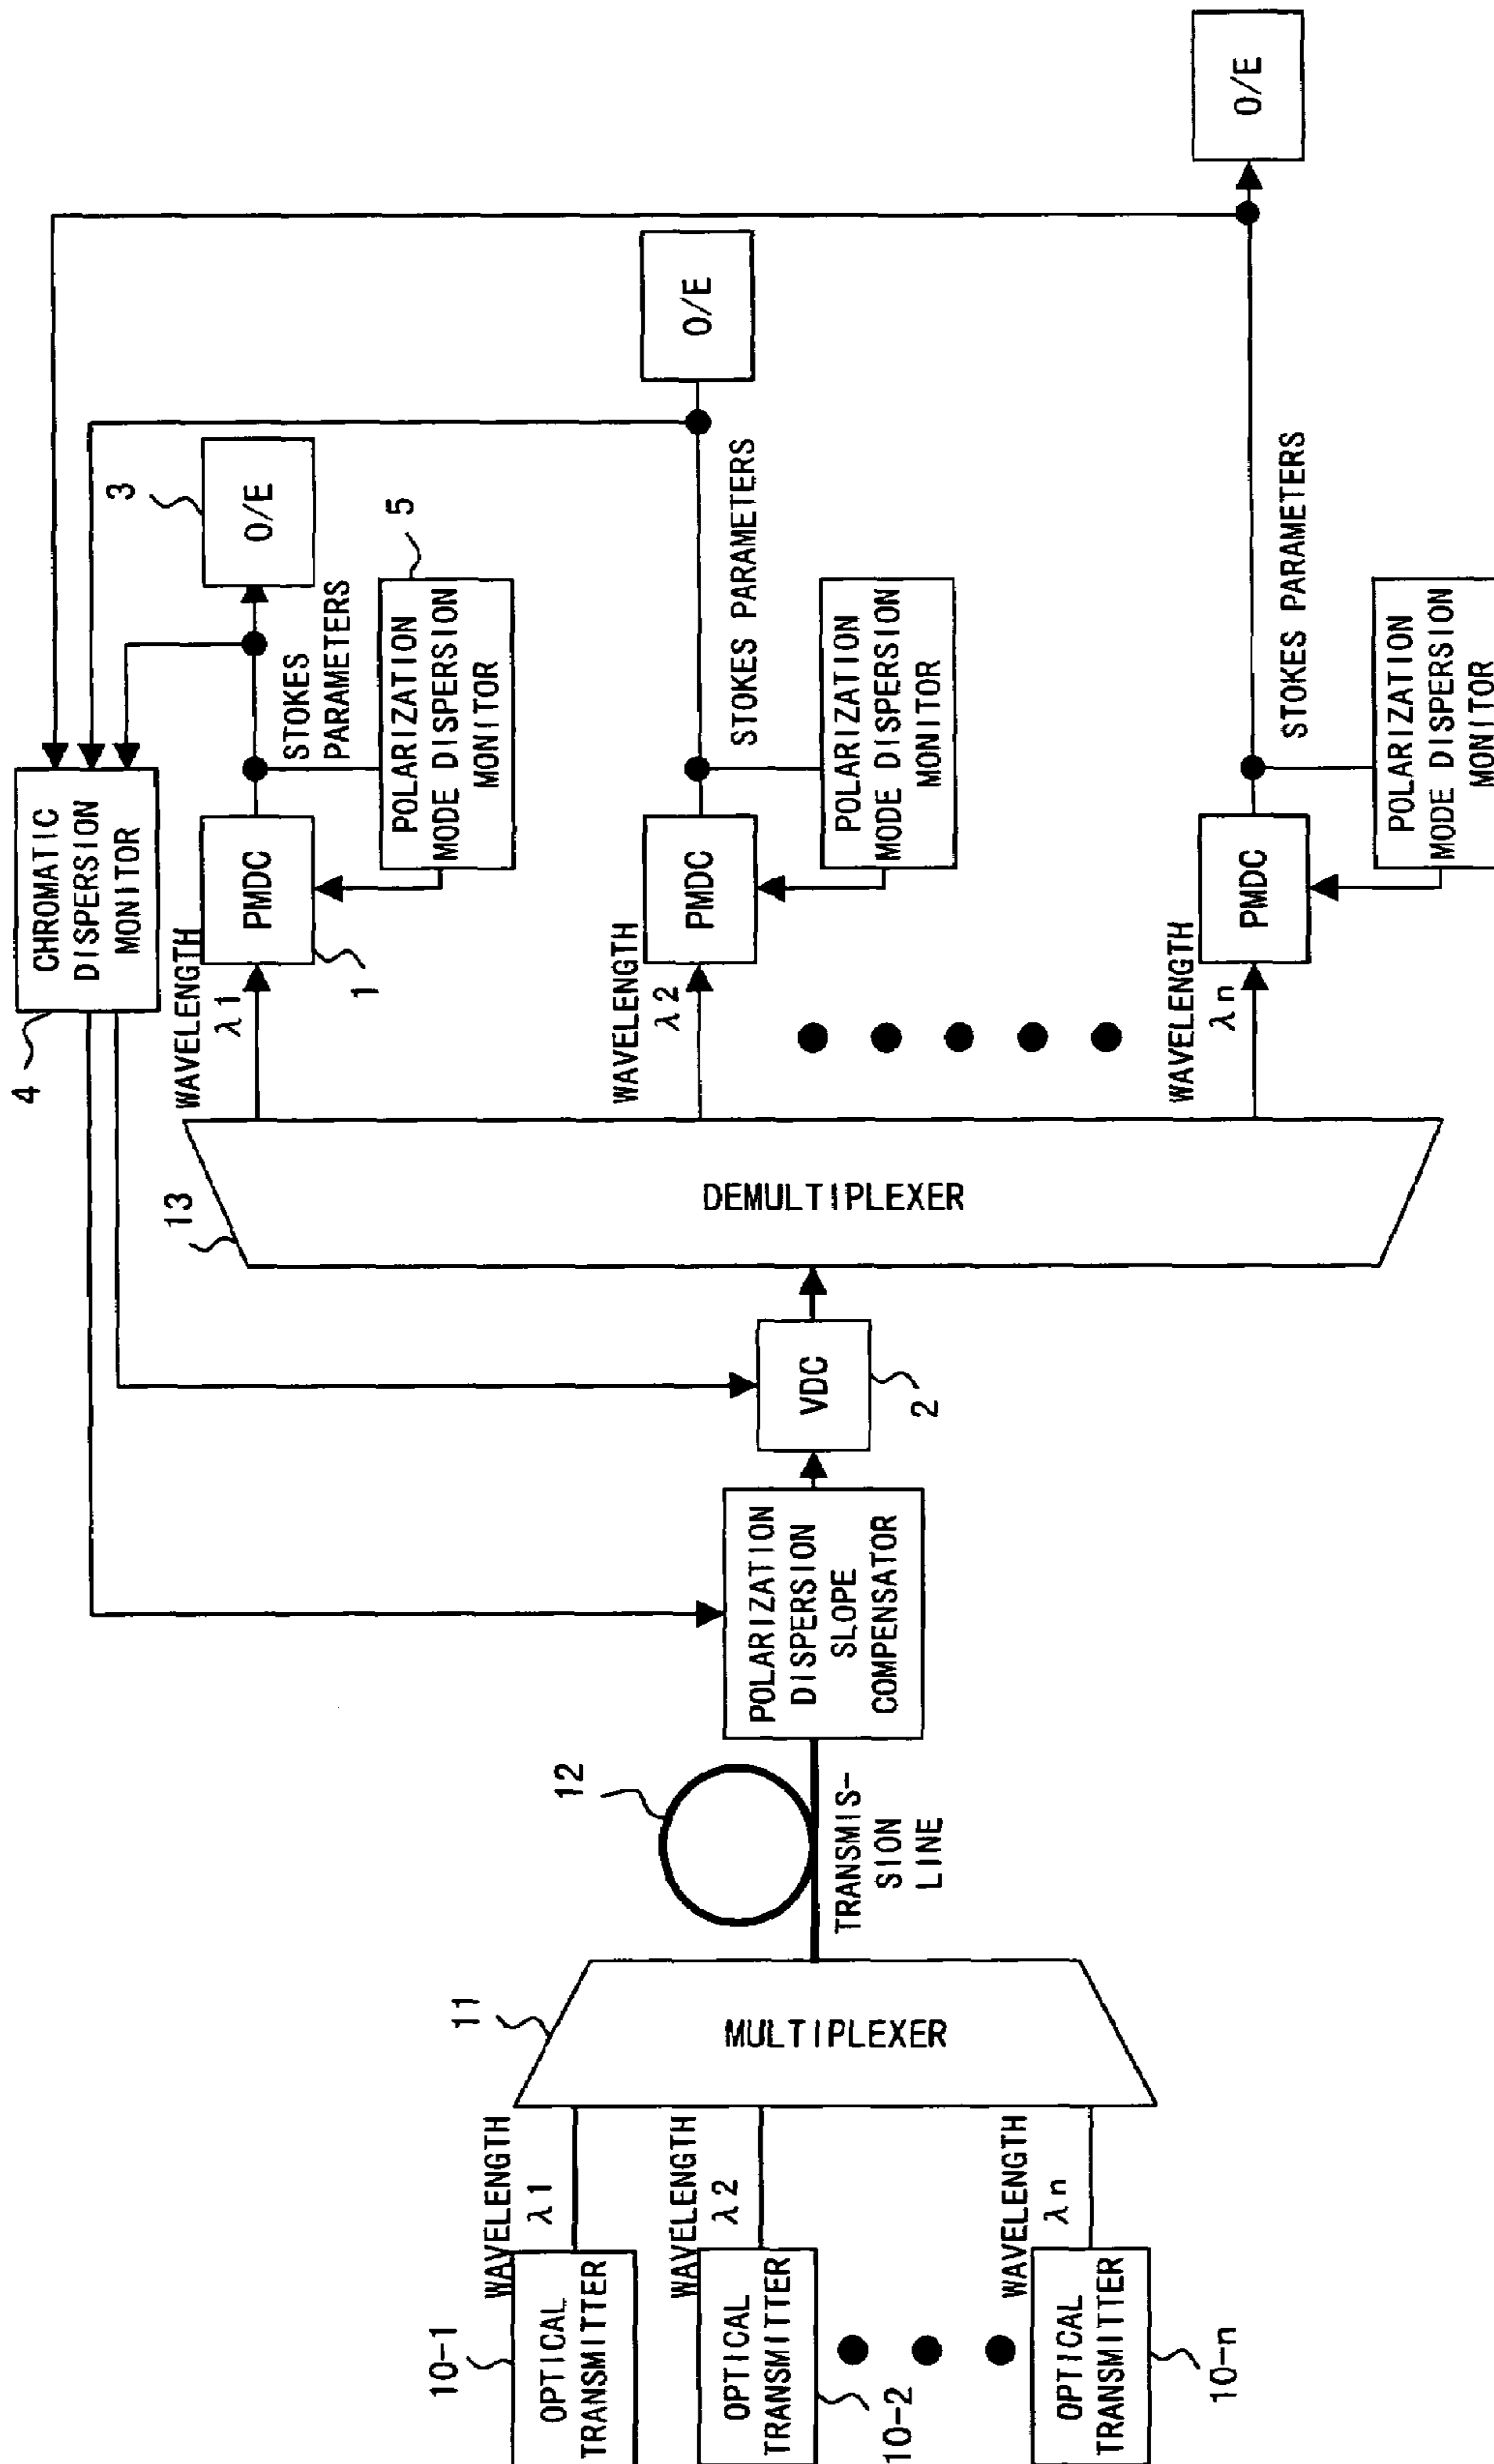 10-1
OPTICAL
TRANSMITTER
WAVELENGTH
λ1
10-2
OPTICAL
TRANSMITTER
WAVELENGTH
λ2
10-n
OPTICAL
TRANSMITTER
WAVELENGTH
λn
11
MULTIPLEXER
12
TRANSMIS-
SION
LINE
POLARIZATION
DISPERSION
SLOPE
COMPENSATOR
VDC
2
13
DEMULTIPLEXER
4
CHROMATIC
DISPERSION
MONITOR
WAVELENGTH
λ1
PMDC
1
STOKES
PARAMETERS
3
O/E
5
POLARIZATION
MODE DISPERSION
MONITOR
WAVELENGTH
λ2
PMDC
STOKES PARAMETERS
O/E
POLARIZATION
MODE DISPERSION
MONITOR
WAVELENGTH
λn
PMDC
STOKES PARAMETERS
O/E
POLARIZATION
MODE DISPERSION
MONITOR